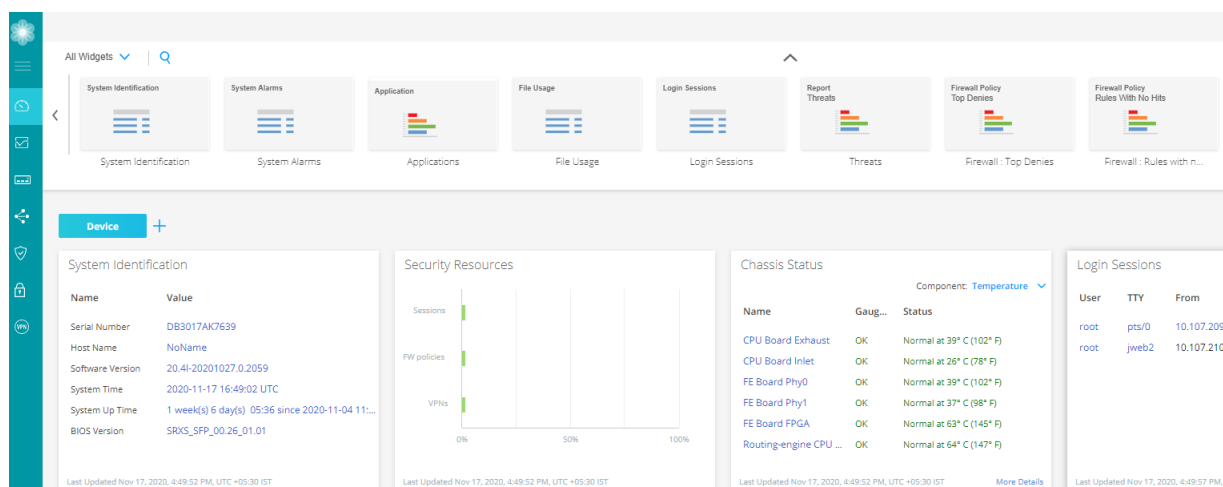 All Widgets
System Identification
System Alarms
Application
File Usage
Login Sessions
Report
Threats
Firewall Policy
Top Denies
Firewall Policy
Rules With No Hits
System Identification
System Alarms
Applications
File Usage
Login Sessions
Threats
Firewall : Top Denies
Firewall : Rules with n...
Device
System Identification
Name Value
Serial Number DB3017AK7639
Host Name NoName
Software Version 20.4I-20201027.0.2059
System Time 2020-11-17 16:49:02 UTC
System Up Time 1 week(s) 6 day(s) 05:36 since 2020-11-04 11:...
BIOS Version SRXS_SFP_00.26_01.01
Last Updated Nov 17, 2020, 4:49:52 PM, UTC +05:30 IST
Security Resources
Sessions
FW policies
VPNs
0% 50% 100%
Last Updated Nov 17, 2020, 4:49:52 PM, UTC +05:30 IST
Chassis Status
Component: Temperature
Name Gaug... Status
CPU Board Exhaust OK Normal at 39° C (102° F)
CPU Board Inlet OK Normal at 26° C (78° F)
FE Board Phy0 OK Normal at 39° C (102° F)
FE Board Phy1 OK Normal at 37° C (98° F)
FE Board FPGA OK Normal at 63° C (145° F)
Routing-engine CPU ... OK Normal at 64° C (147° F)
Last Updated Nov 17, 2020, 4:49:52 PM, UTC +05:30 IST More Details
Login Sessions
User TTY From
root pts/0 10.107.209
root jweb2 10.107.210
Last Updated Nov 17, 2020, 4:49:57 PM,
VPN